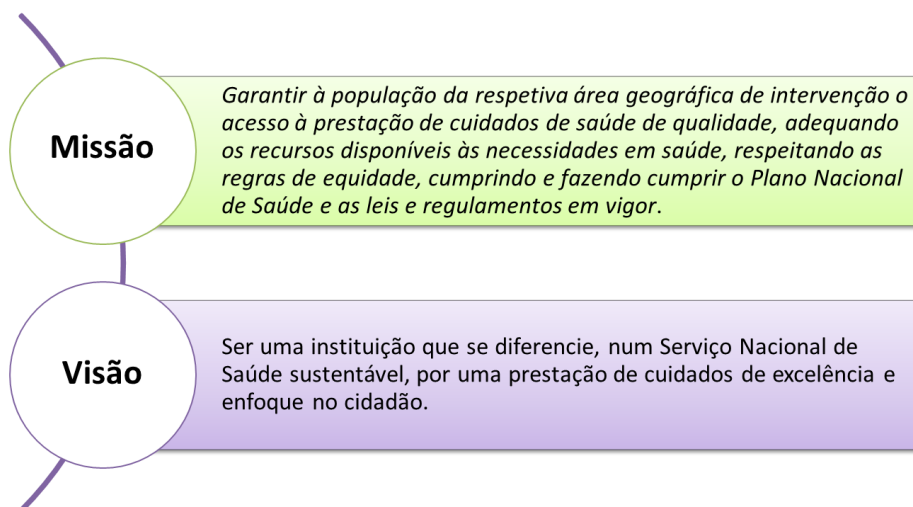 Missão
Garantir à população da respetiva área geográfica de intervenção o
acesso à prestação de cuidados de saúde de qualidade, adequando
os recursos disponíveis às necessidades em saúde, respeitando as
regras de equidade, cumprindo e fazendo cumprir o Plano Nacional
de Saúde e as leis e regulamentos em vigor.
Visão
Ser uma instituição que se diferencie, num Serviço Nacional de
Saúde sustentável, por uma prestação de cuidados de excelência e
enfoque no cidadão.